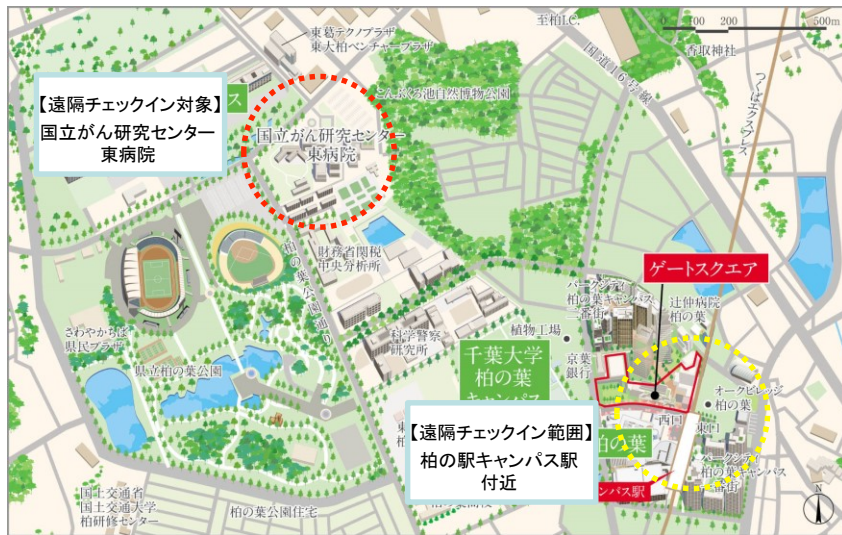 東葛テクノプラザ
東大柏ベンチャープラザ
至柏I.C.
0 100 200 500m
国道16号線
香取神社
つくばエクスプレス
こんぶくろ池自然博物公園
【遠隔チェックイン対象】
国立がん研究センター
東病院
ス
国立がん研究センター
東病院
財務省関税
中央分析所
柏の葉公園通り
ゲートスクエア
パークシティ
柏の葉キャンパス
二番街
辻仲病院
柏の葉
さわやかちば
県民プラザ
県立柏の葉公園
科学警察
研究所
植物工場
京葉
銀行
千葉大学
柏の葉
キャンパス
オークビレッジ
柏の葉
西口
東口
【遠隔チェックイン範囲】
柏の駅キャンパス駅
付近
柏の葉
パークシティ
柏の葉キャンパス
一番街
ンパス駅
国土交通省
国土交通大学
柏研修センター
柏の葉公園住宅
N